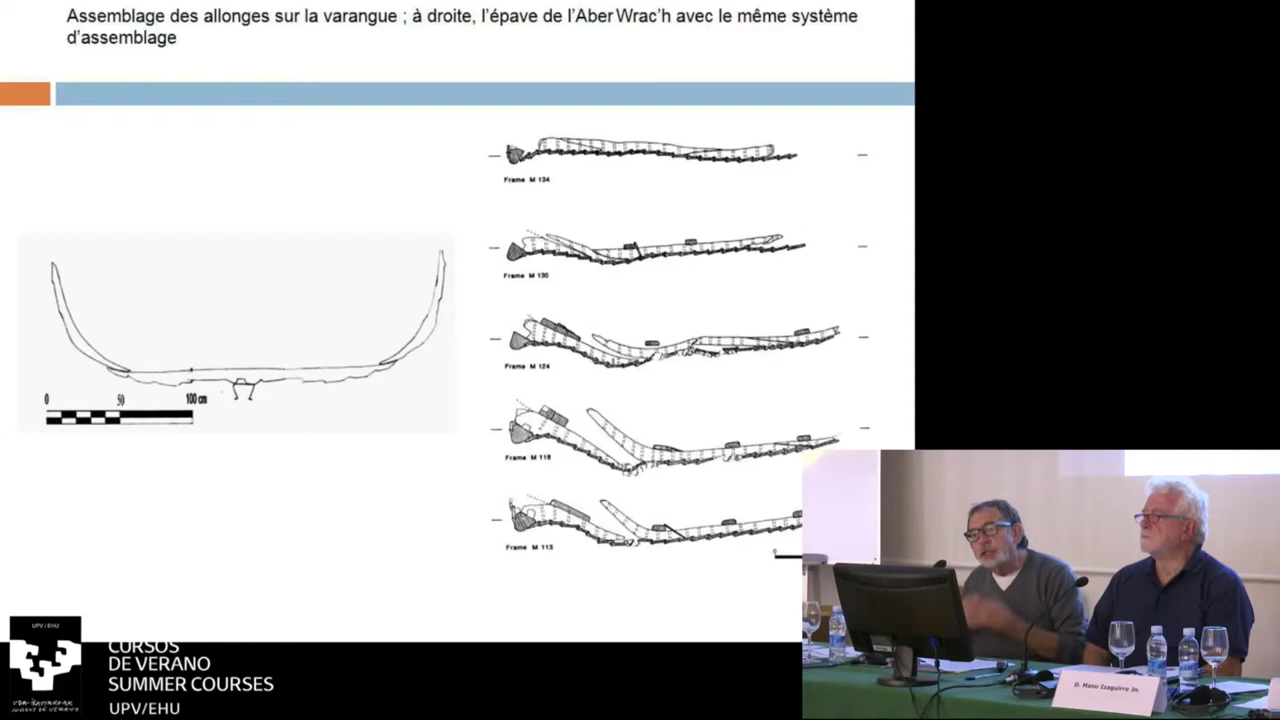 Assemblage des allonges sur la varangue ; à droite, l'épave de l'Aber Wrac'h avec le même système
d'assemblage
Frame M 134
Frame M 130
Frame M 124
0 50 100 cm
Frame M 118
Frame M 113
0
UPV / EHU
CURSOS
DE VERANO
SUMMER COURSES
UPV/EHU
D. Manu Izaguirre Jn.